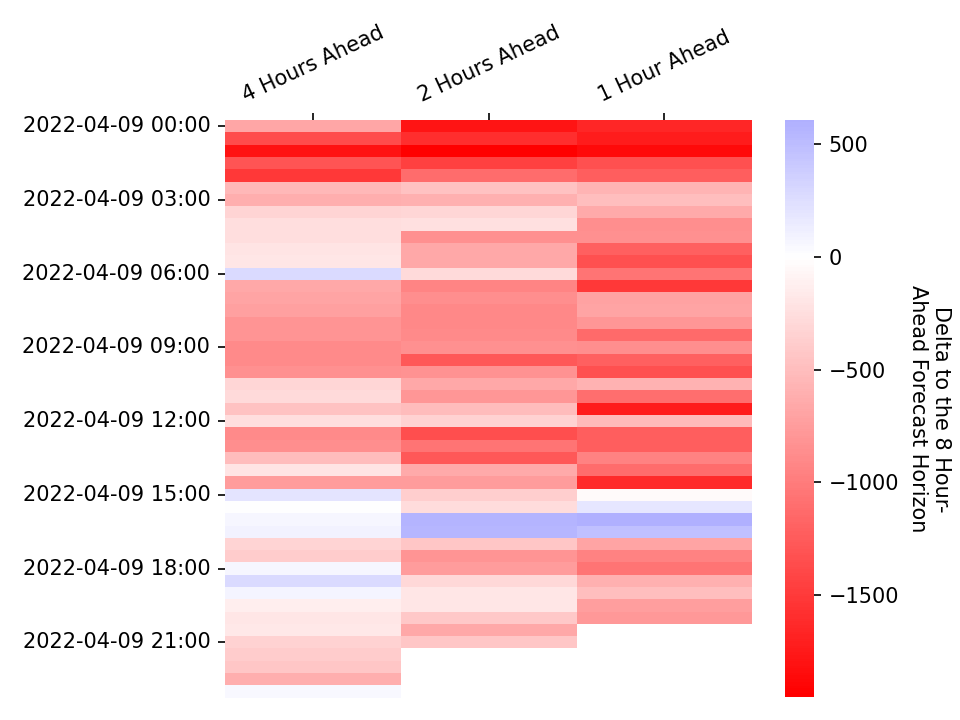 4 Hours Ahead
2 Hours Ahead
1 Hour Ahead
2022-04-09 00:00
2022-04-09 03:00
2022-04-09 06:00
2022-04-09 09:00
2022-04-09 12:00
2022-04-09 15:00
2022-04-09 18:00
2022-04-09 21:00
500
0
−500
−1000
−1500
Delta to the 8 Hour-
Ahead Forecast Horizon